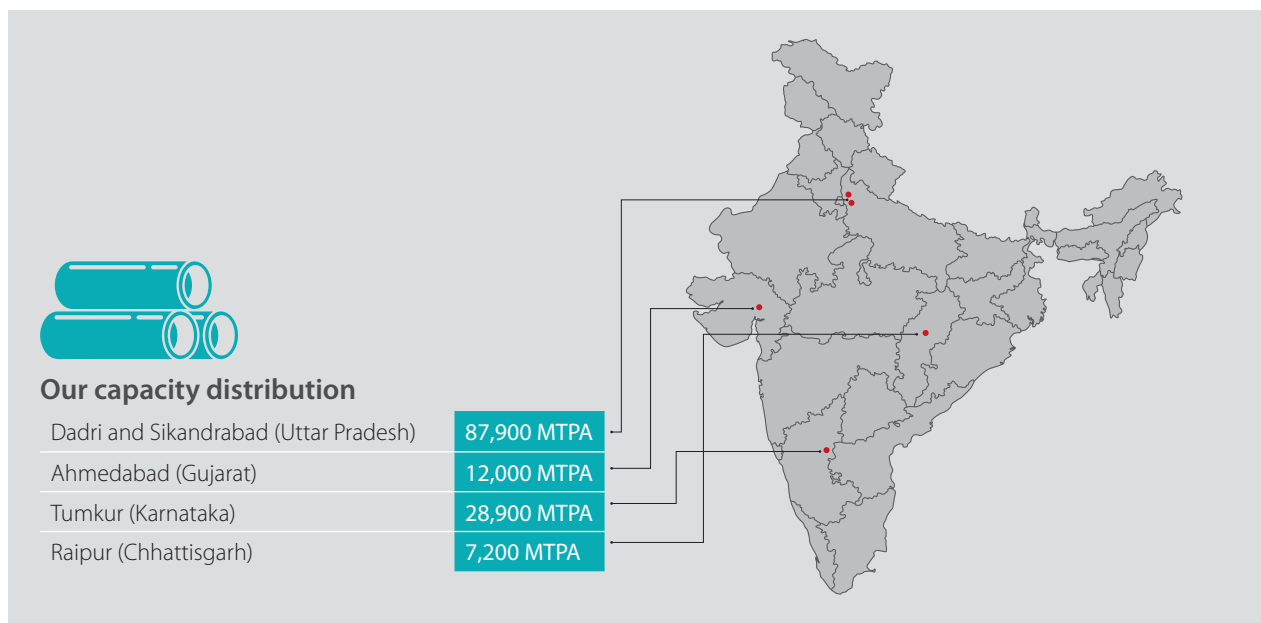 Our capacity distribution
Dadri and Sikandrabad (Uttar Pradesh) 87,900 MTPA
Ahmedabad (Gujarat) 12,000 MTPA
Tumkur (Karnataka) 28,900 MTPA
Raipur (Chhattisgarh) 7,200 MTPA